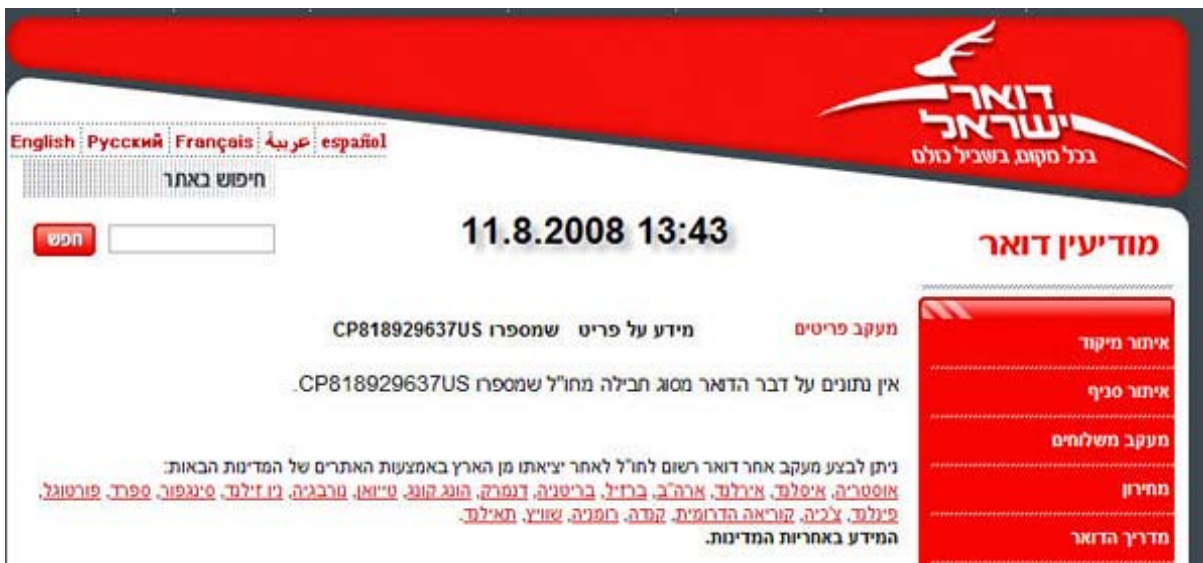 דואר
ישראל
בכל מקום, בשביל כולם
English Русский Français عربية español
חיפוש באתר
חפש
11.8.2008 13:43
מודיעין דואר
איתור מיקוד
איתור סניף
מעקב משלוחים
מחירון
מדריך הדואר
מעקב פריטים
מידע על פריט שמספרו CP818929637US
אין נתונים על דבר הדואר מסוג חבילה מחו"ל שמספרו CP818929637US.
ניתן לבצע מעקב אחר דואר רשום לחו"ל לאחר יציאתו מן הארץ באמצעות האתרים של המדינות הבאות:
אוסטריה, איסלנד, אירלנד, ארה"ב, ברזיל, בריטניה, דנמרק, הונג קונג, טייואן, נורבגיה, ניו זילנד, סינגפור, ספרד, פורטוגל,
פינלנד, צ'כיה, קוריאה הדרומית, קנדה, רומניה, שוויץ, תאילנד.
המידע באחריות המדינות.